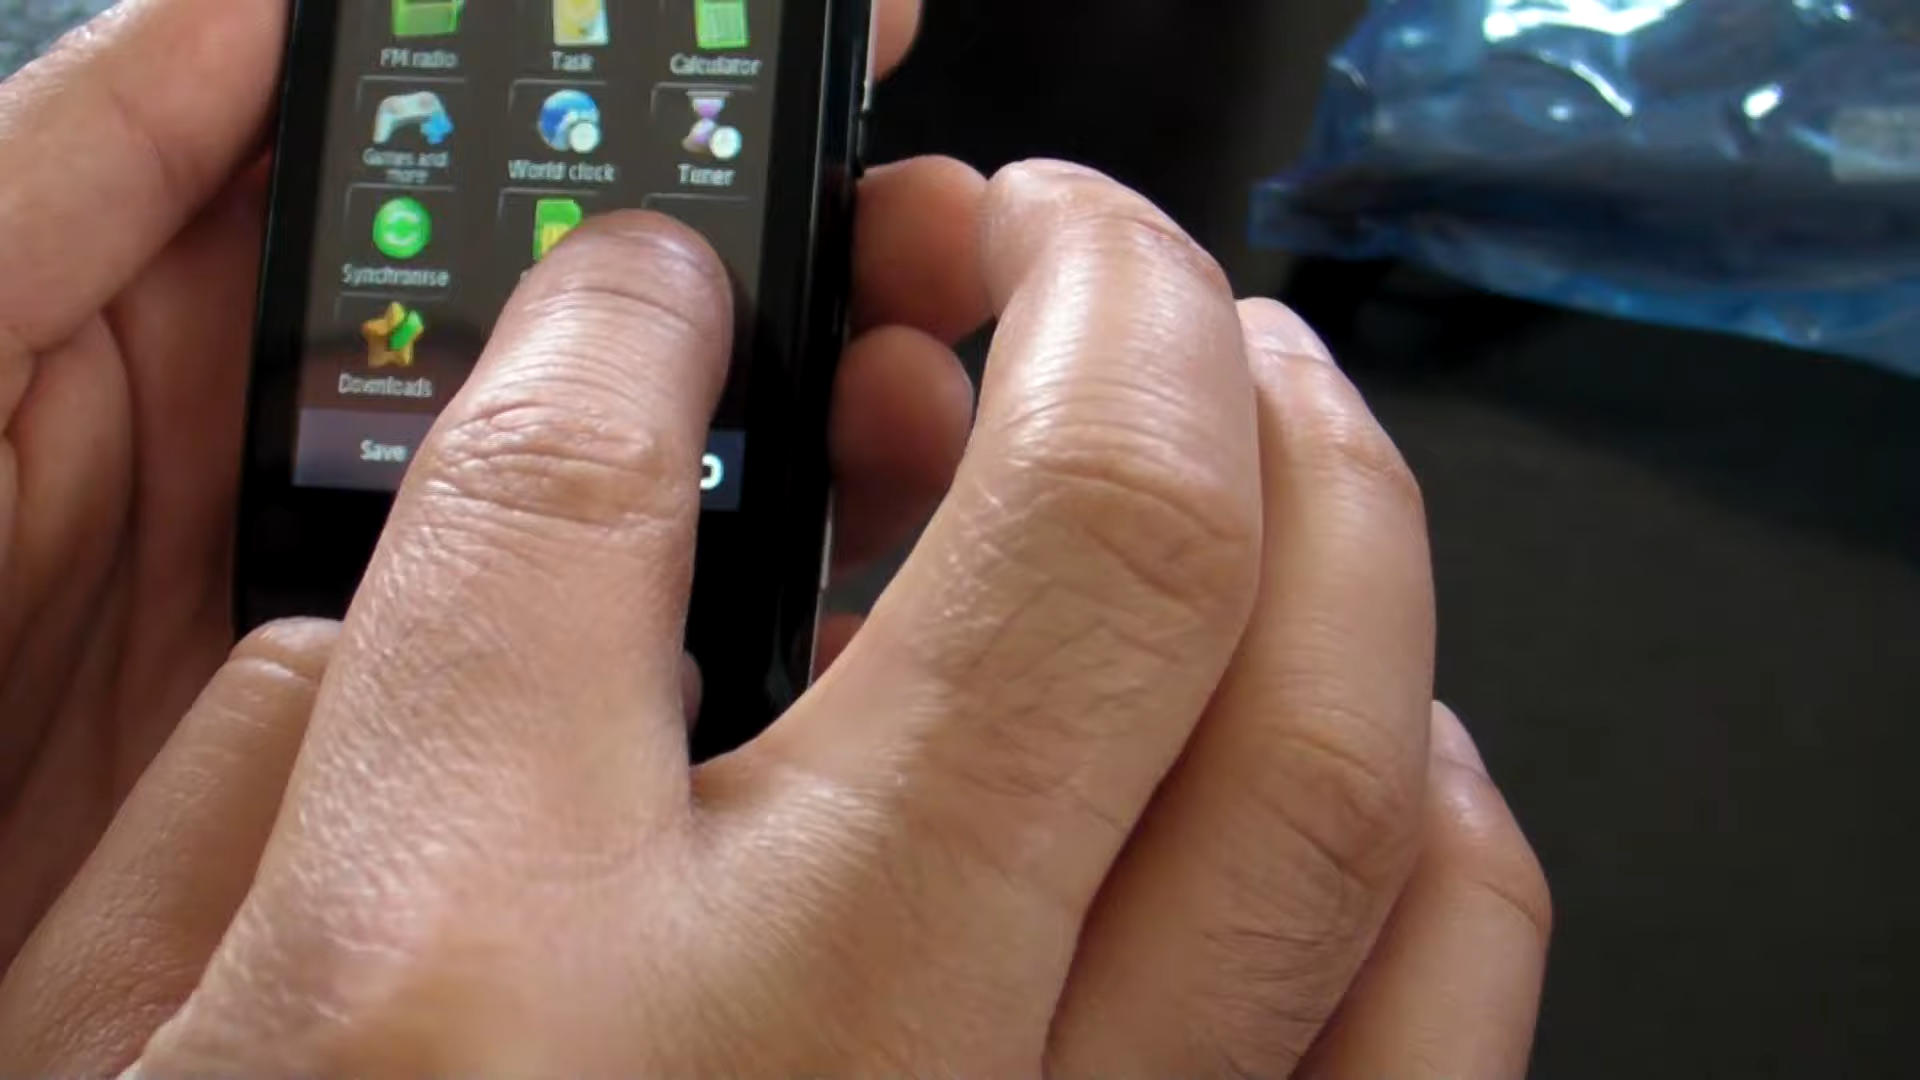 FM radio
Task
Calculator
Games and
more
World clock
Timer
Synchronise
Downloads
Save